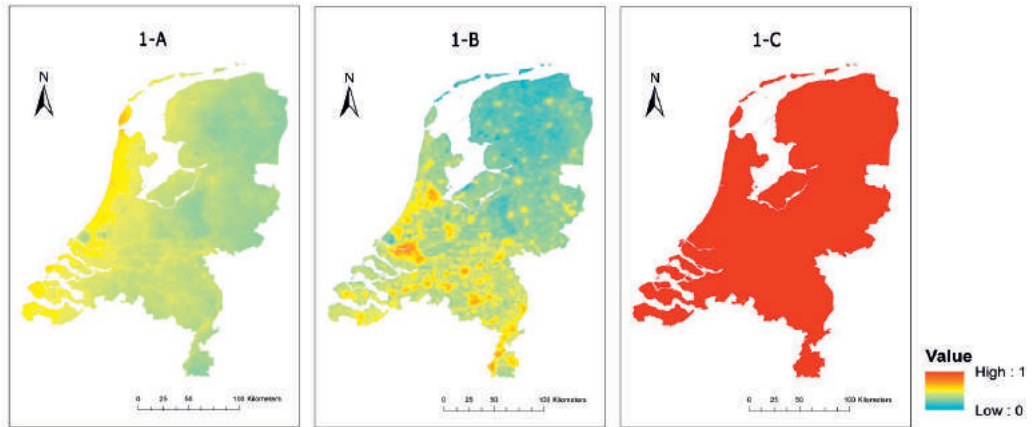 1-A
N
0 25 50 100 Kilometers
1-B
N
0 25 50 100 Kilometers
1-C
N
0 25 50 100 Kilometers
Value
High : 1
Low : 0